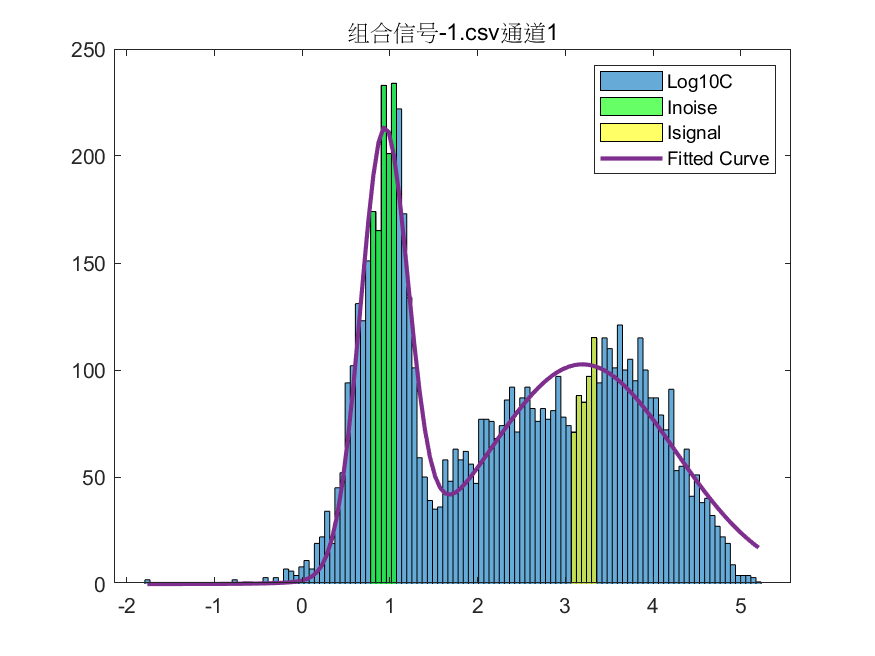 组合信号-1.csv通道1
250
200
150
100
50
0
-2 -1 0 1 2 3 4 5
Log10C
Inoise
Isignal
Fitted Curve